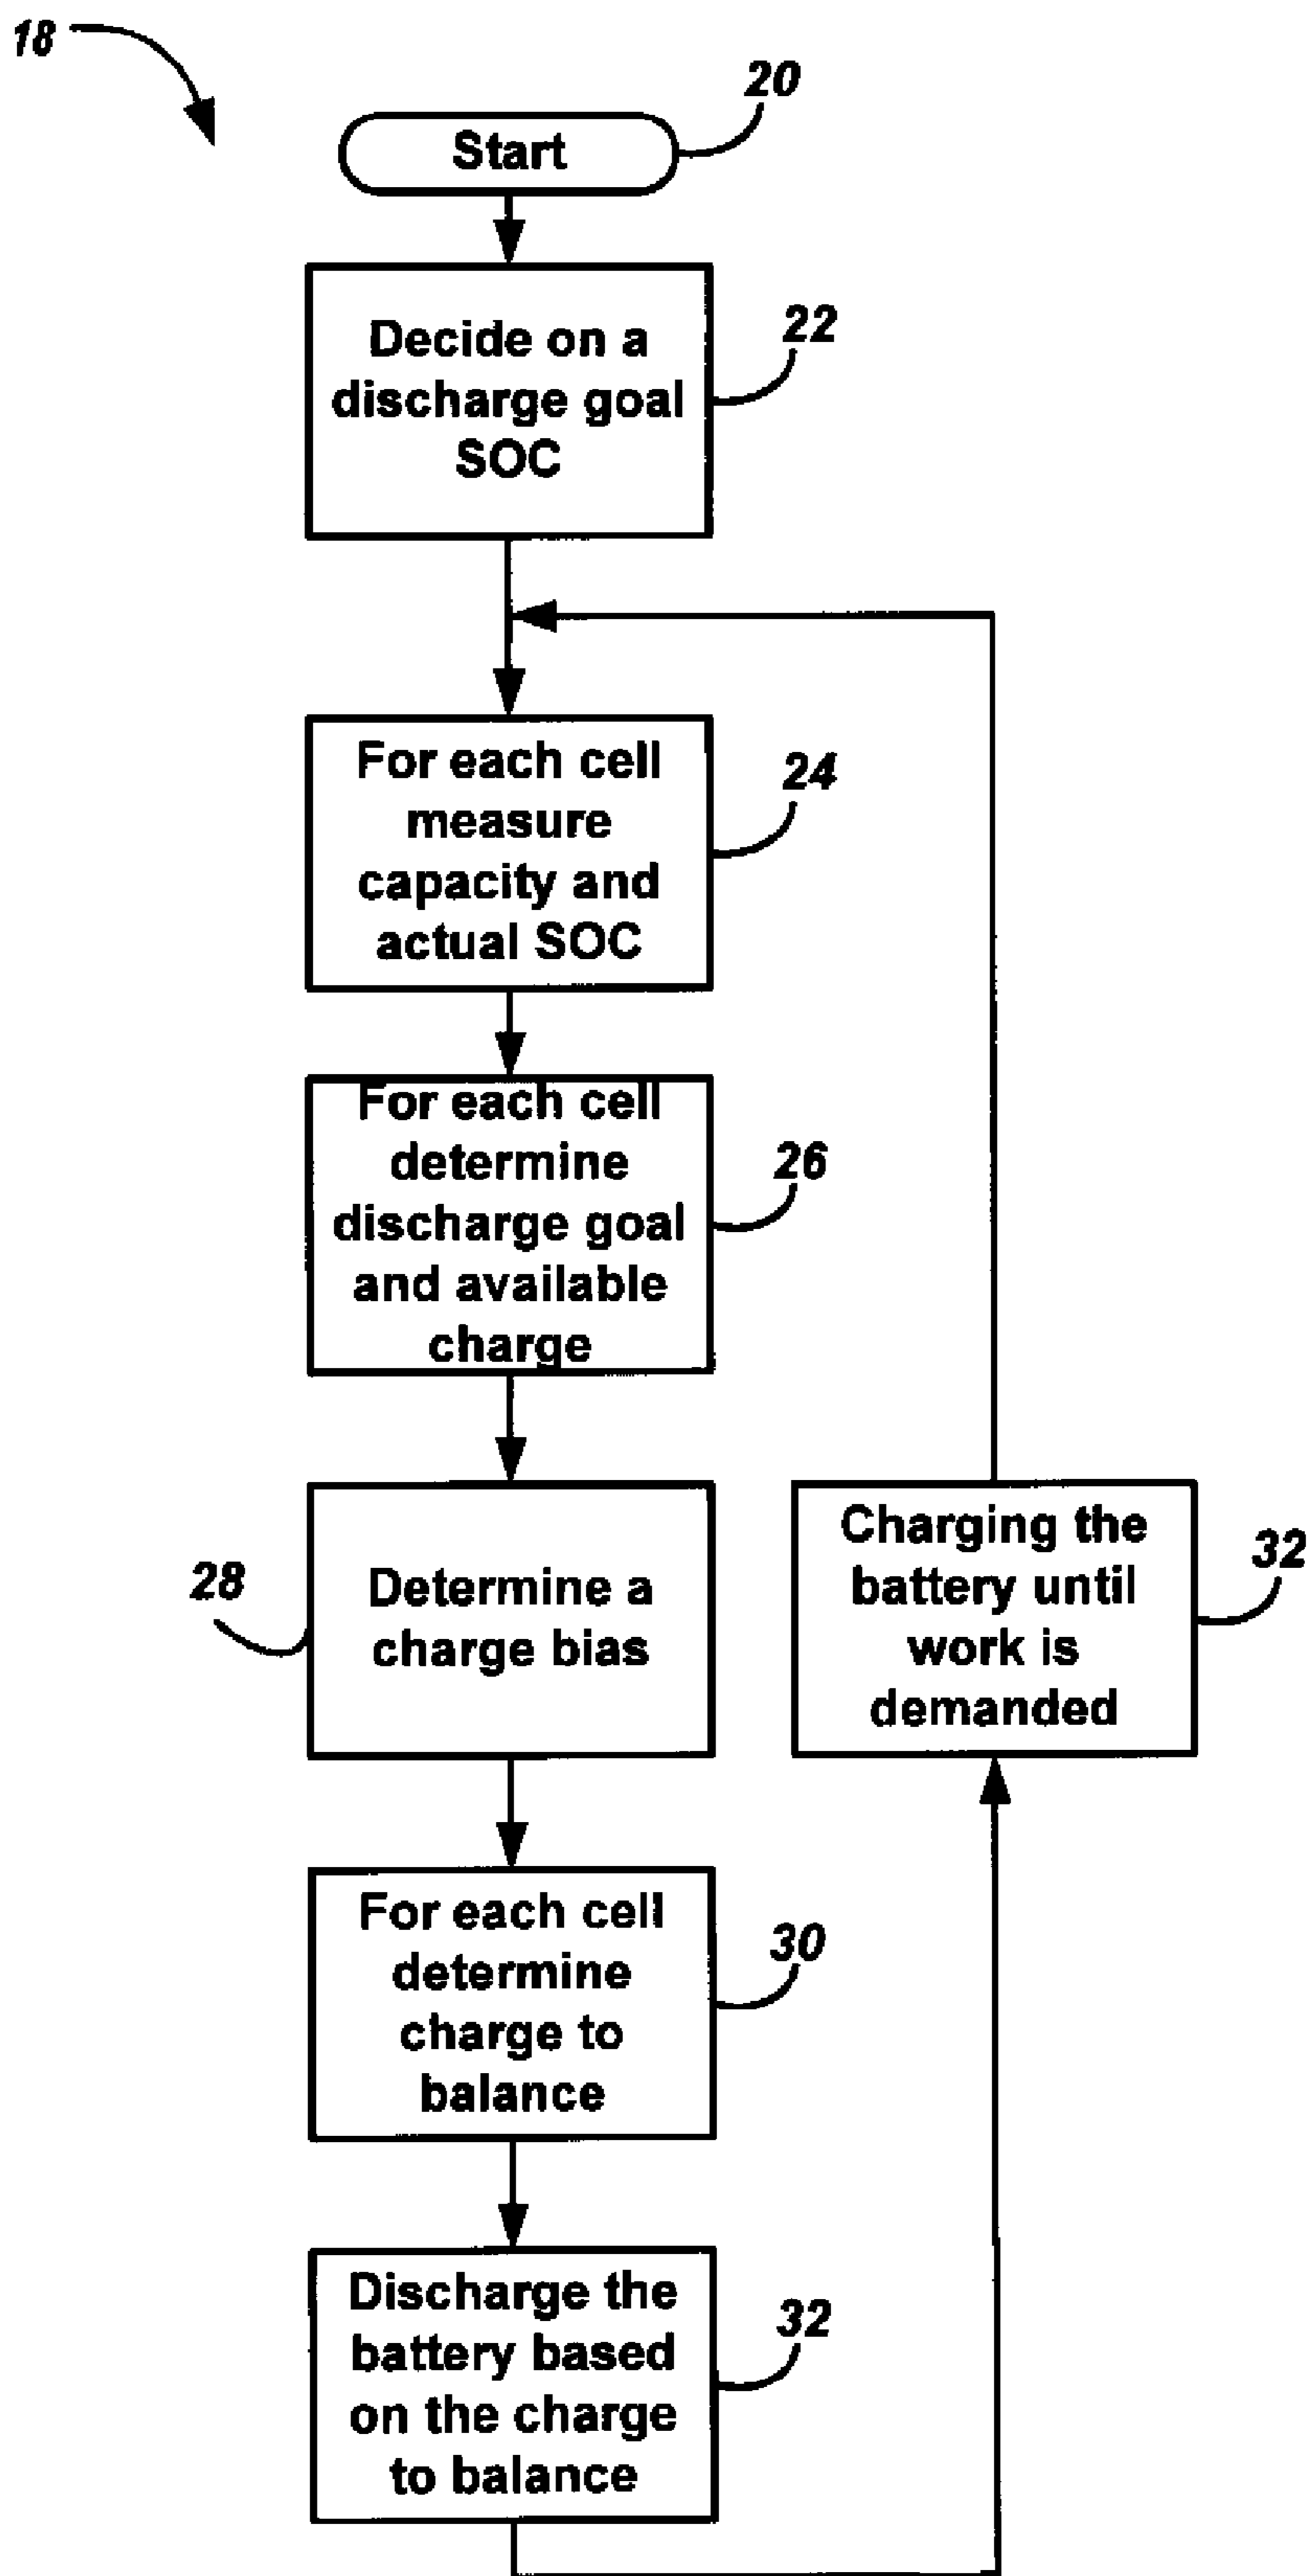 18
20
Start
22
Decide on a
discharge goal
SOC
24
For each cell
measure
capacity and
actual SOC
26
For each cell
determine
discharge goal
and available
charge
28
Determine a
charge bias
Charging the
battery until
work is
demanded
32
30
For each cell
determine
charge to
balance
32
Discharge the
battery based
on the charge
to balance